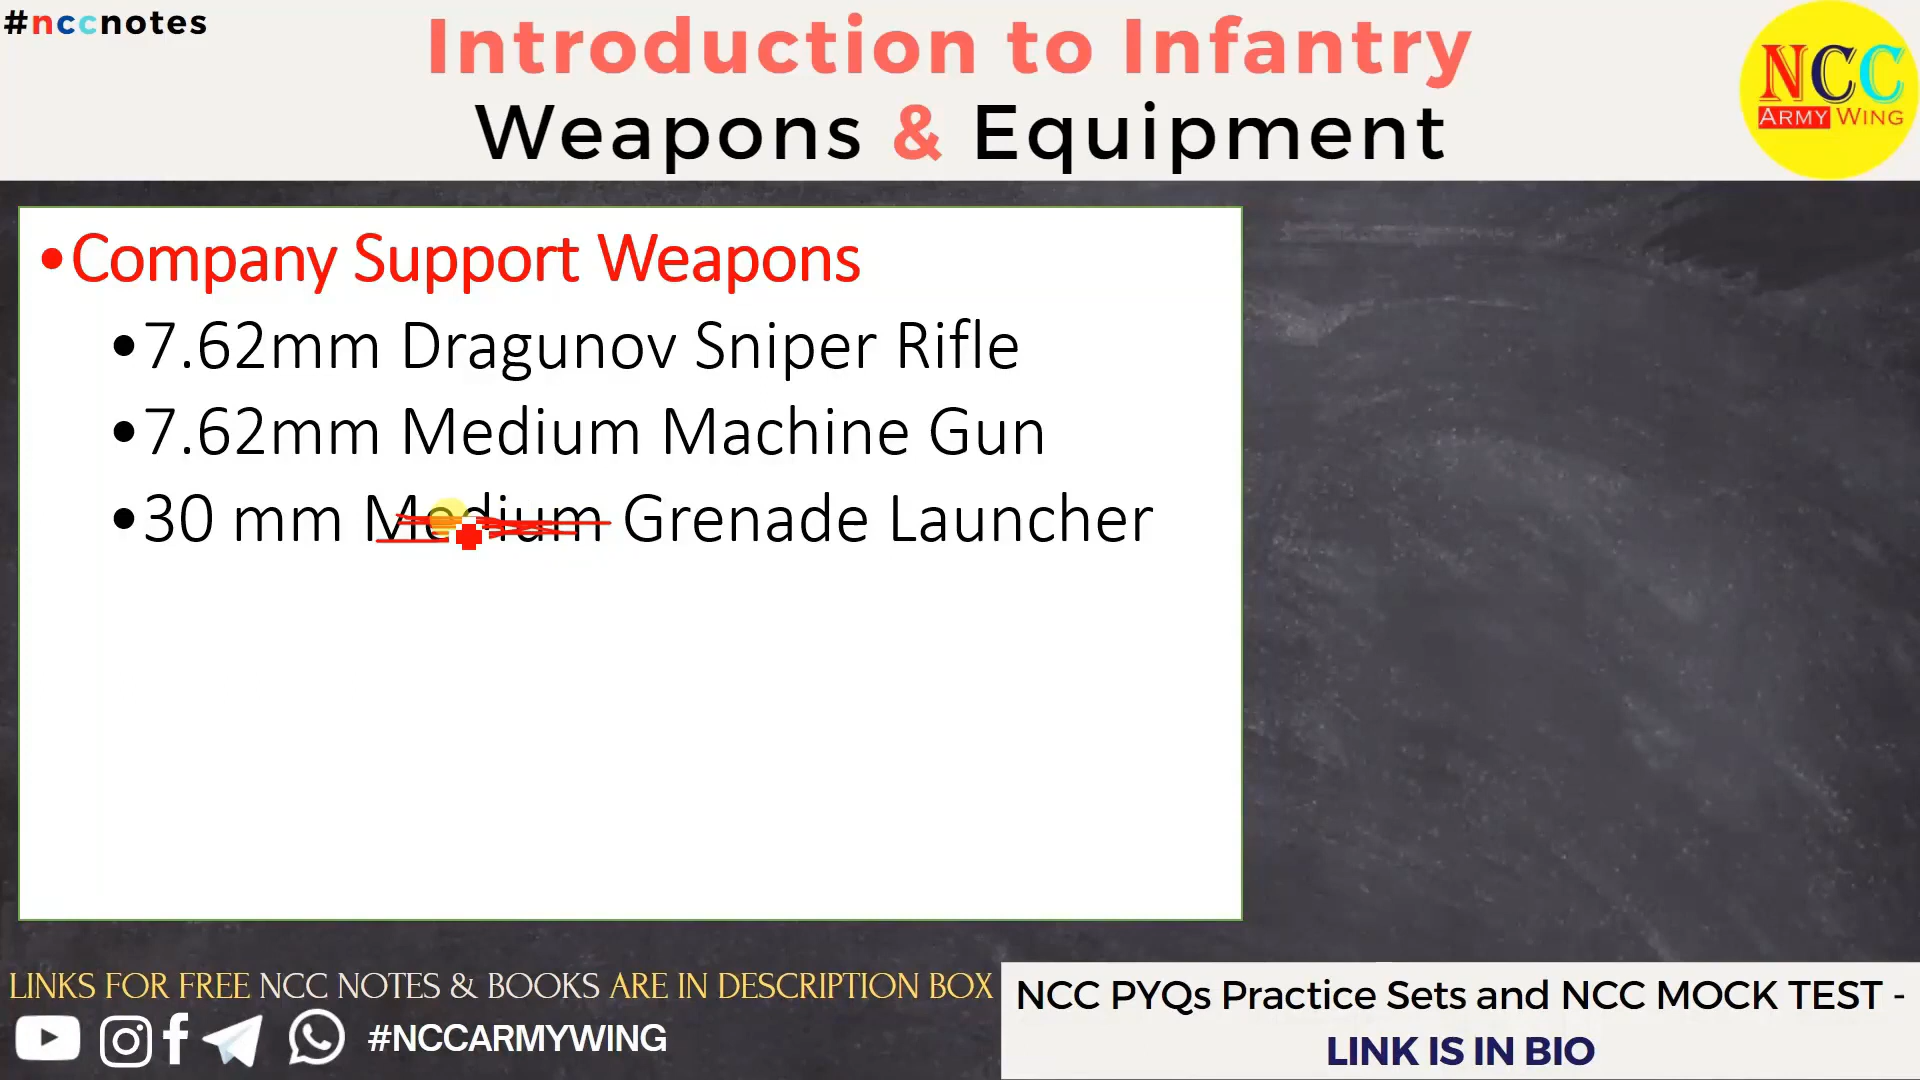 #nccnotes
Introduction to Infantry
Weapons & Equipment
NCC
ARMY WING
•Company Support Weapons
•7.62mm Dragunov Sniper Rifle
•7.62mm Medium Machine Gun
•30 mm Medium Grenade Launcher
LINKS FOR FREE NCC NOTES & BOOKS ARE IN DESCRIPTION BOX
#NCCARMYWING
NCC PYQs Practice Sets and NCC MOCK TEST -
LINK IS IN BIO